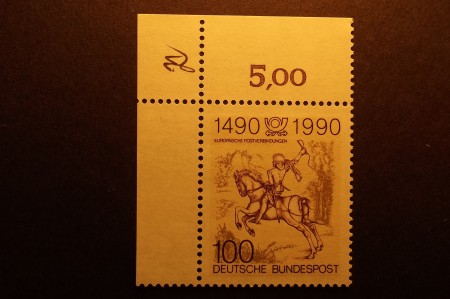 5,00
1490 1990
EUROPÄISCHE POSTVERBINDUNGEN
100
DEUTSCHE BUNDESPOST